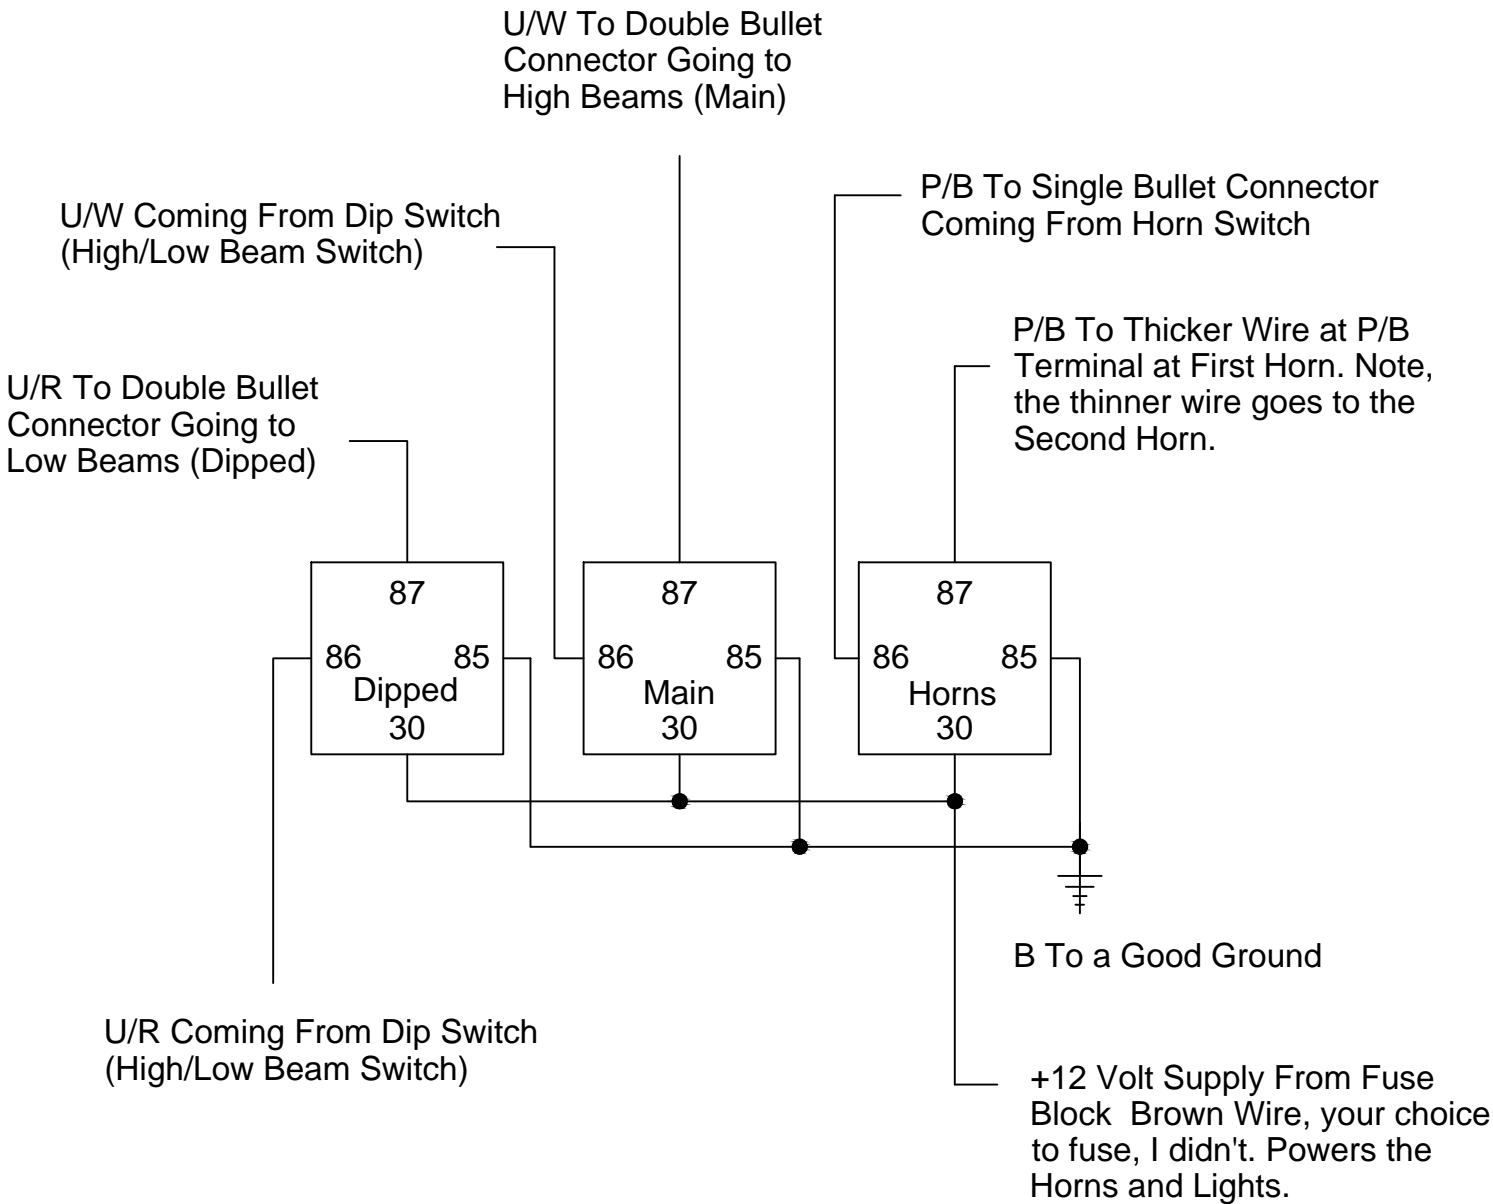 U/W To Double Bullet
Connector Going to
High Beams (Main)
U/W Coming From Dip Switch
(High/Low Beam Switch)
P/B To Single Bullet Connector
Coming From Horn Switch
P/B To Thicker Wire at P/B
Terminal at First Horn. Note,
the thinner wire goes to the
Second Horn.
U/R To Double Bullet
Connector Going to
Low Beams (Dipped)
87
86 85
Dipped
30
87
86 85
Main
30
87
86 85
Horns
30
B To a Good Ground
U/R Coming From Dip Switch
(High/Low Beam Switch)
+12 Volt Supply From Fuse
Block  Brown Wire, your choice
to fuse, I didn't. Powers the
Horns and Lights.